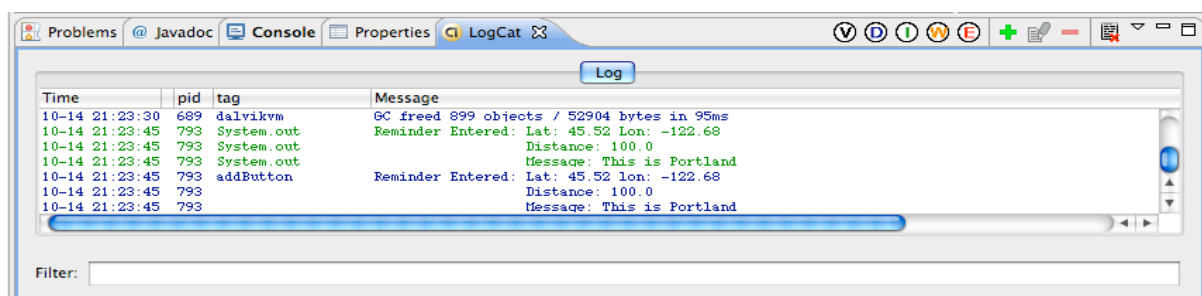 Problems @ Javadoc Console Properties LogCat
V D I W E
Log
Time pid tag Message
10-14 21:23:30 689 dalvikvm GC freed 899 objects / 52904 bytes in 95ms
10-14 21:23:45 793 System.out Reminder Entered: Lat: 45.52 Lon: -122.68
10-14 21:23:45 793 System.out Distance: 100.0
10-14 21:23:45 793 System.out Message: This is Portland
10-14 21:23:45 793 addButton Reminder Entered: Lat: 45.52 lon: -122.68
10-14 21:23:45 793 Distance: 100.0
10-14 21:23:45 793 Message: This is Portland
Filter: